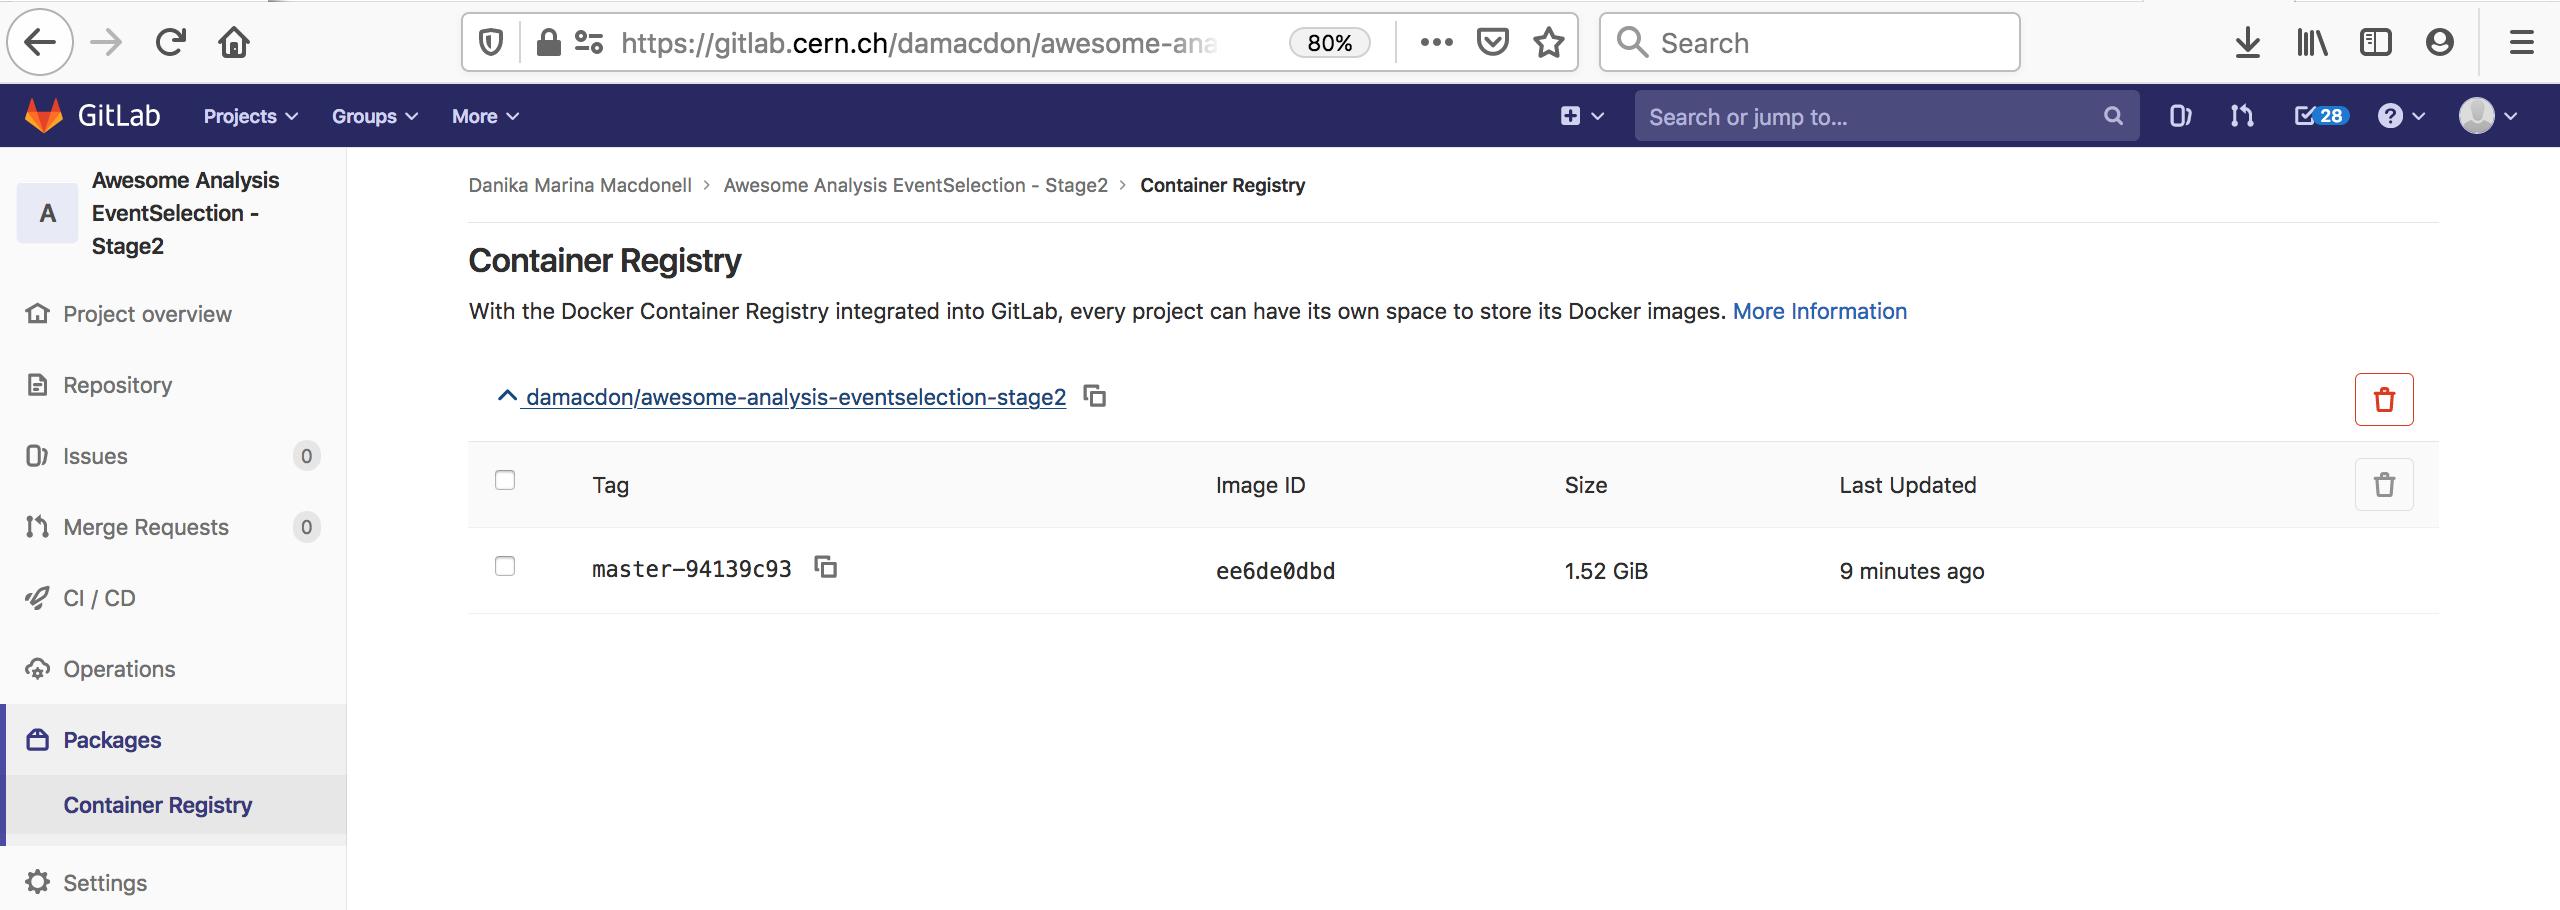 https://gitlab.cern.ch/damacdon/awesome-ana
80%
Search
GitLab
Projects
Groups
More
Search or jump to...
28
?
A
Awesome Analysis
EventSelection -
Stage2
Project overview
Repository
Issues 0
Merge Requests 0
CI / CD
Operations
Packages
Container Registry
Settings
Danika Marina Macdonell > Awesome Analysis EventSelection - Stage2 > Container Registry
Container Registry
With the Docker Container Registry integrated into GitLab, every project can have its own space to store its Docker images. More Information
damacdon/awesome-analysis-eventselection-stage2
Tag Image ID Size Last Updated
master-94139c93 ee6de0dbd 1.52 GiB 9 minutes ago